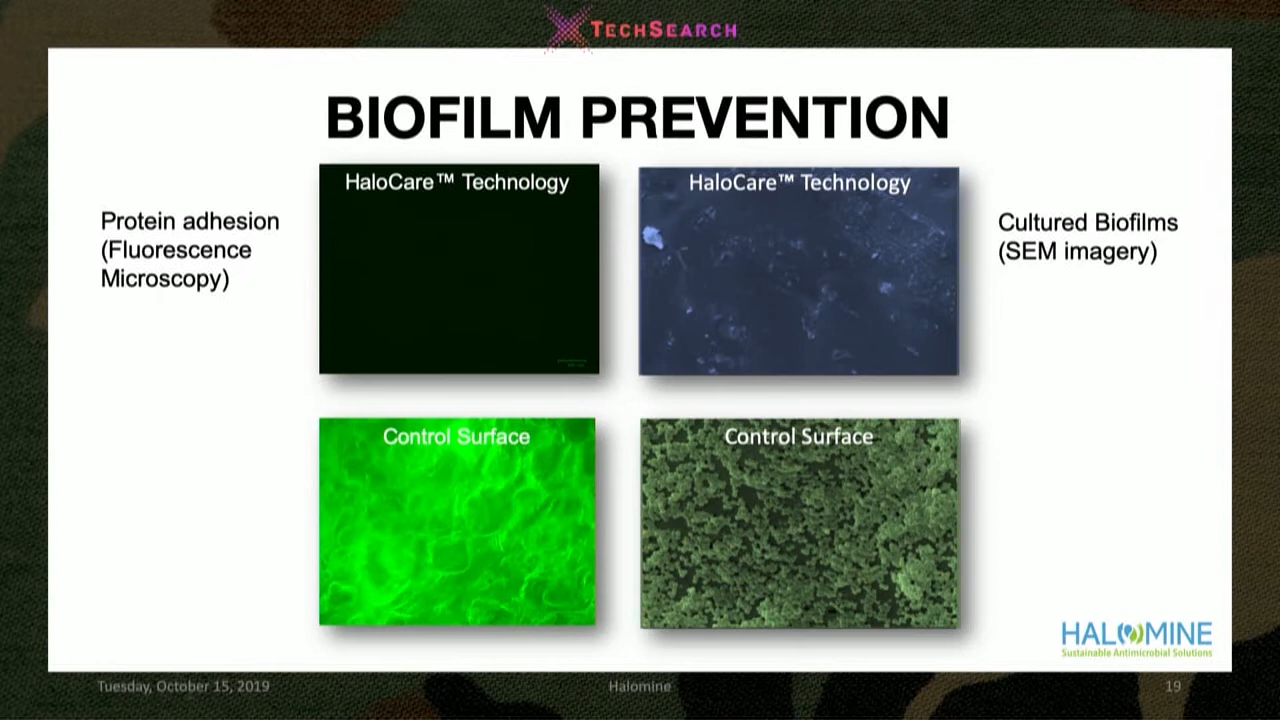 TECHSEARCH
BIOFILM PREVENTION
Protein adhesion
(Fluorescence
Microscopy)
HaloCare™ Technology
HaloCare™ Technology
Cultured Biofilms
(SEM imagery)
Control Surface
Control Surface
HALOMINE
Sustainable Antimicrobial Solutions
Tuesday, October 15, 2019
Halomine
19